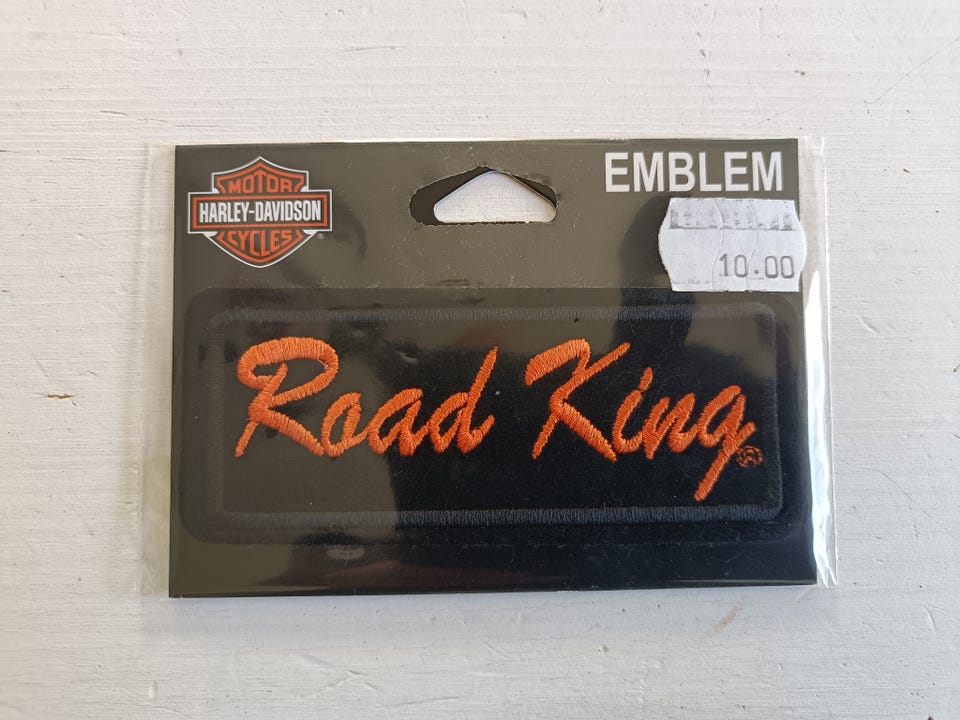 MOTOR
HARLEY-DAVIDSON
CYCLES
®
EMBLEM
10.00
Road King
®